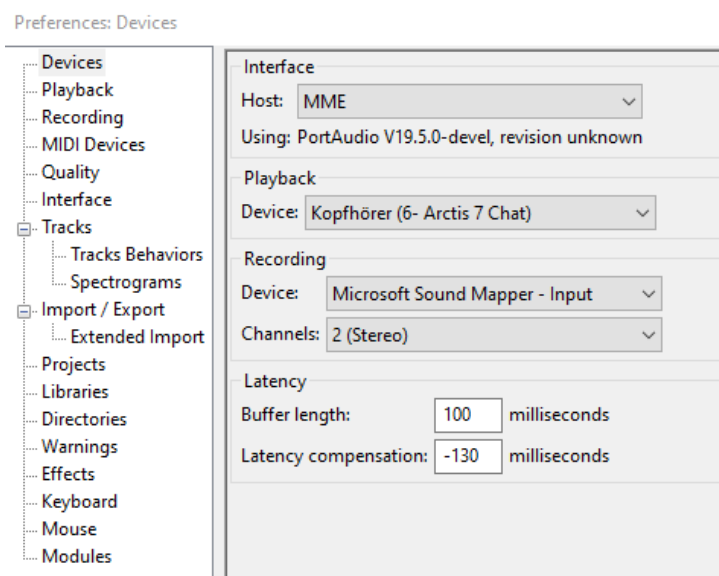 Preferences: Devices
Devices
Playback
Recording
MIDI Devices
Quality
Interface
Tracks
Tracks Behaviors
Spectrograms
Import / Export
Extended Import
Projects
Libraries
Directories
Warnings
Effects
Keyboard
Mouse
Modules
Interface
Host: MME
Using: PortAudio V19.5.0-devel, revision unknown
Playback
Device: Kopfhörer (6- Arctis 7 Chat)
Recording
Device: Microsoft Sound Mapper - Input
Channels: 2 (Stereo)
Latency
Buffer length: 100 milliseconds
Latency compensation: -130 milliseconds